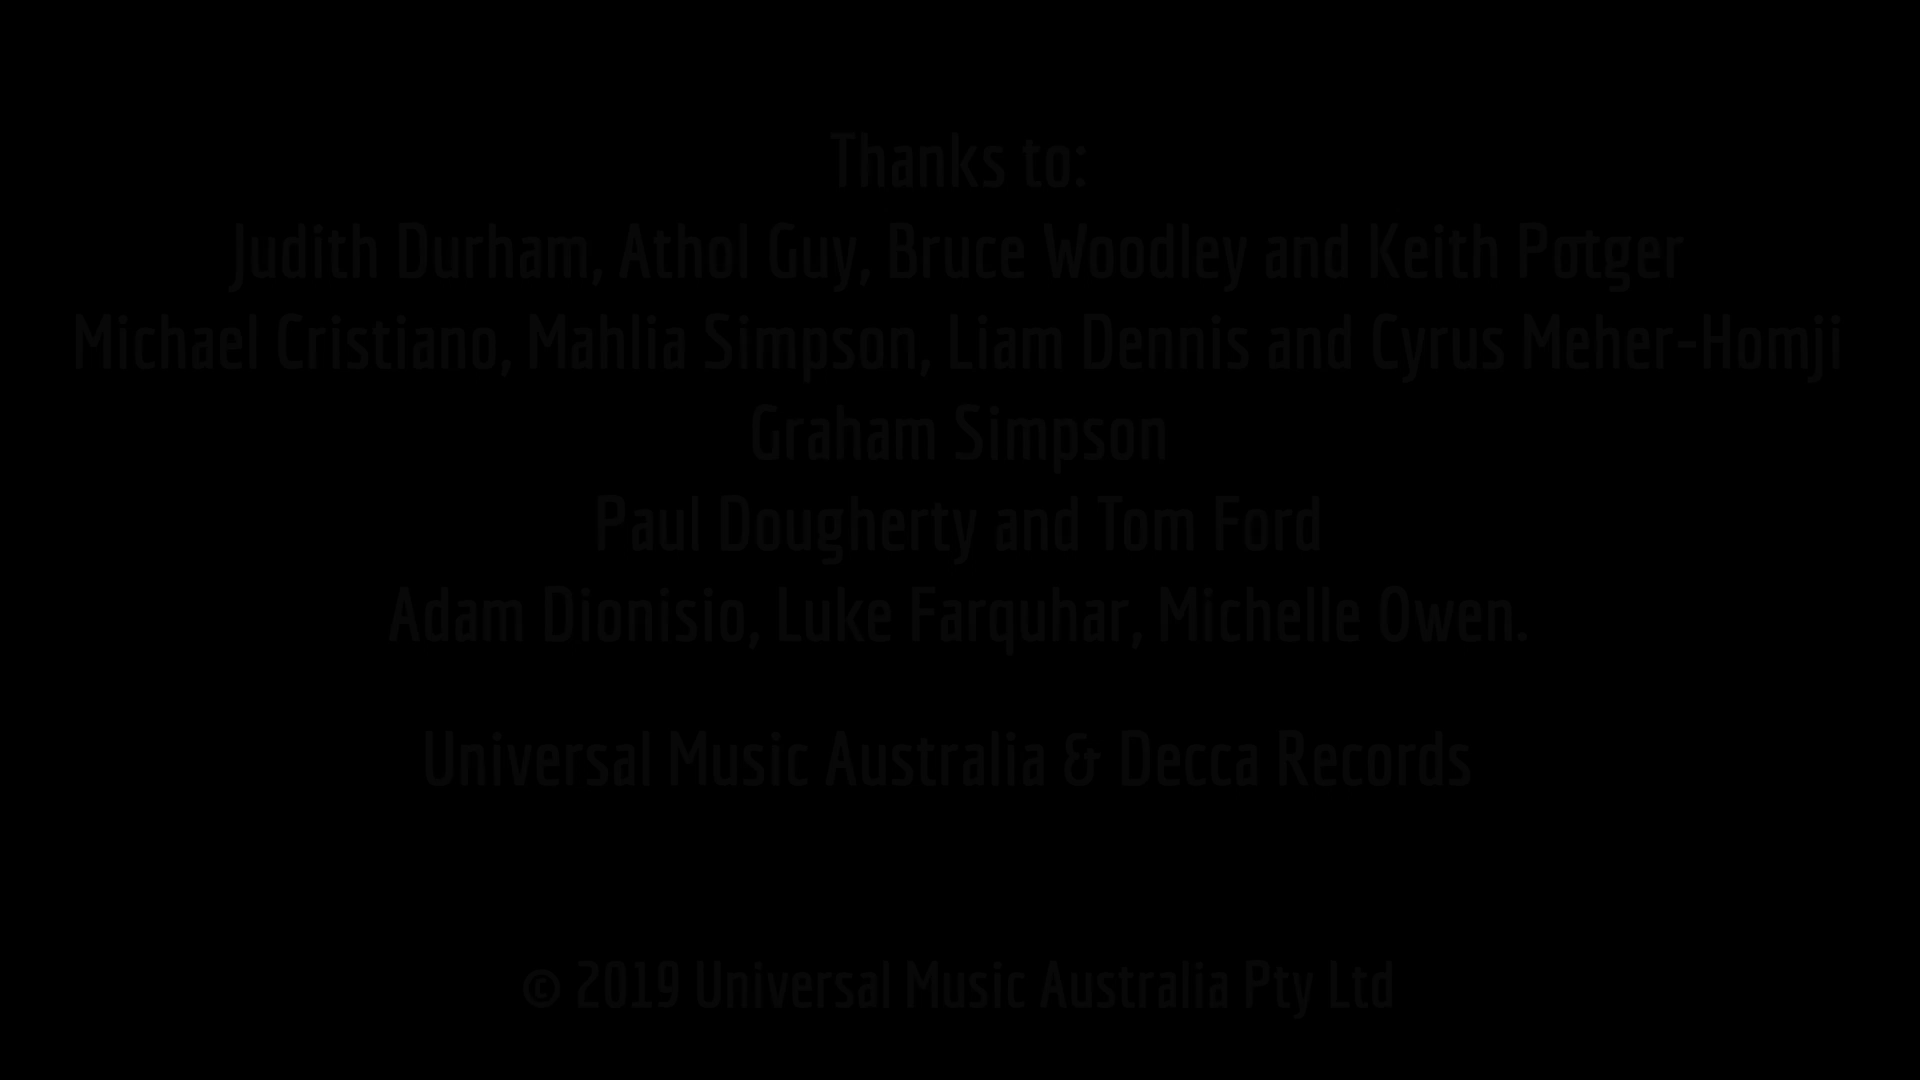 Thanks to:
Judith Durham, Athol Guy, Bruce Woodley and Keith Potger
Michael Cristiano, Mahlia Simpson, Liam Dennis and Cyrus Meher-Homji
Graham Simpson
Paul Dougherty and Tom Ford
Adam Dionisio, Luke Farquhar, Michelle Owen.
Universal Music Australia & Decca Records
© 2019 Universal Music Australia Pty Ltd